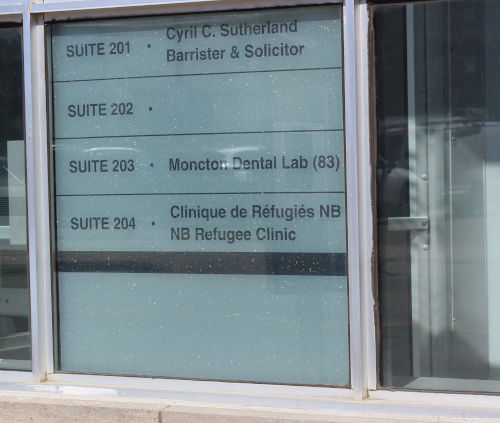 SUITE 201 • Cyril C. Sutherland
Barrister & Solicitor
SUITE 202 •
SUITE 203 • Moncton Dental Lab (83)
SUITE 204 • Clinique de Réfugiés NB
NB Refugee Clinic